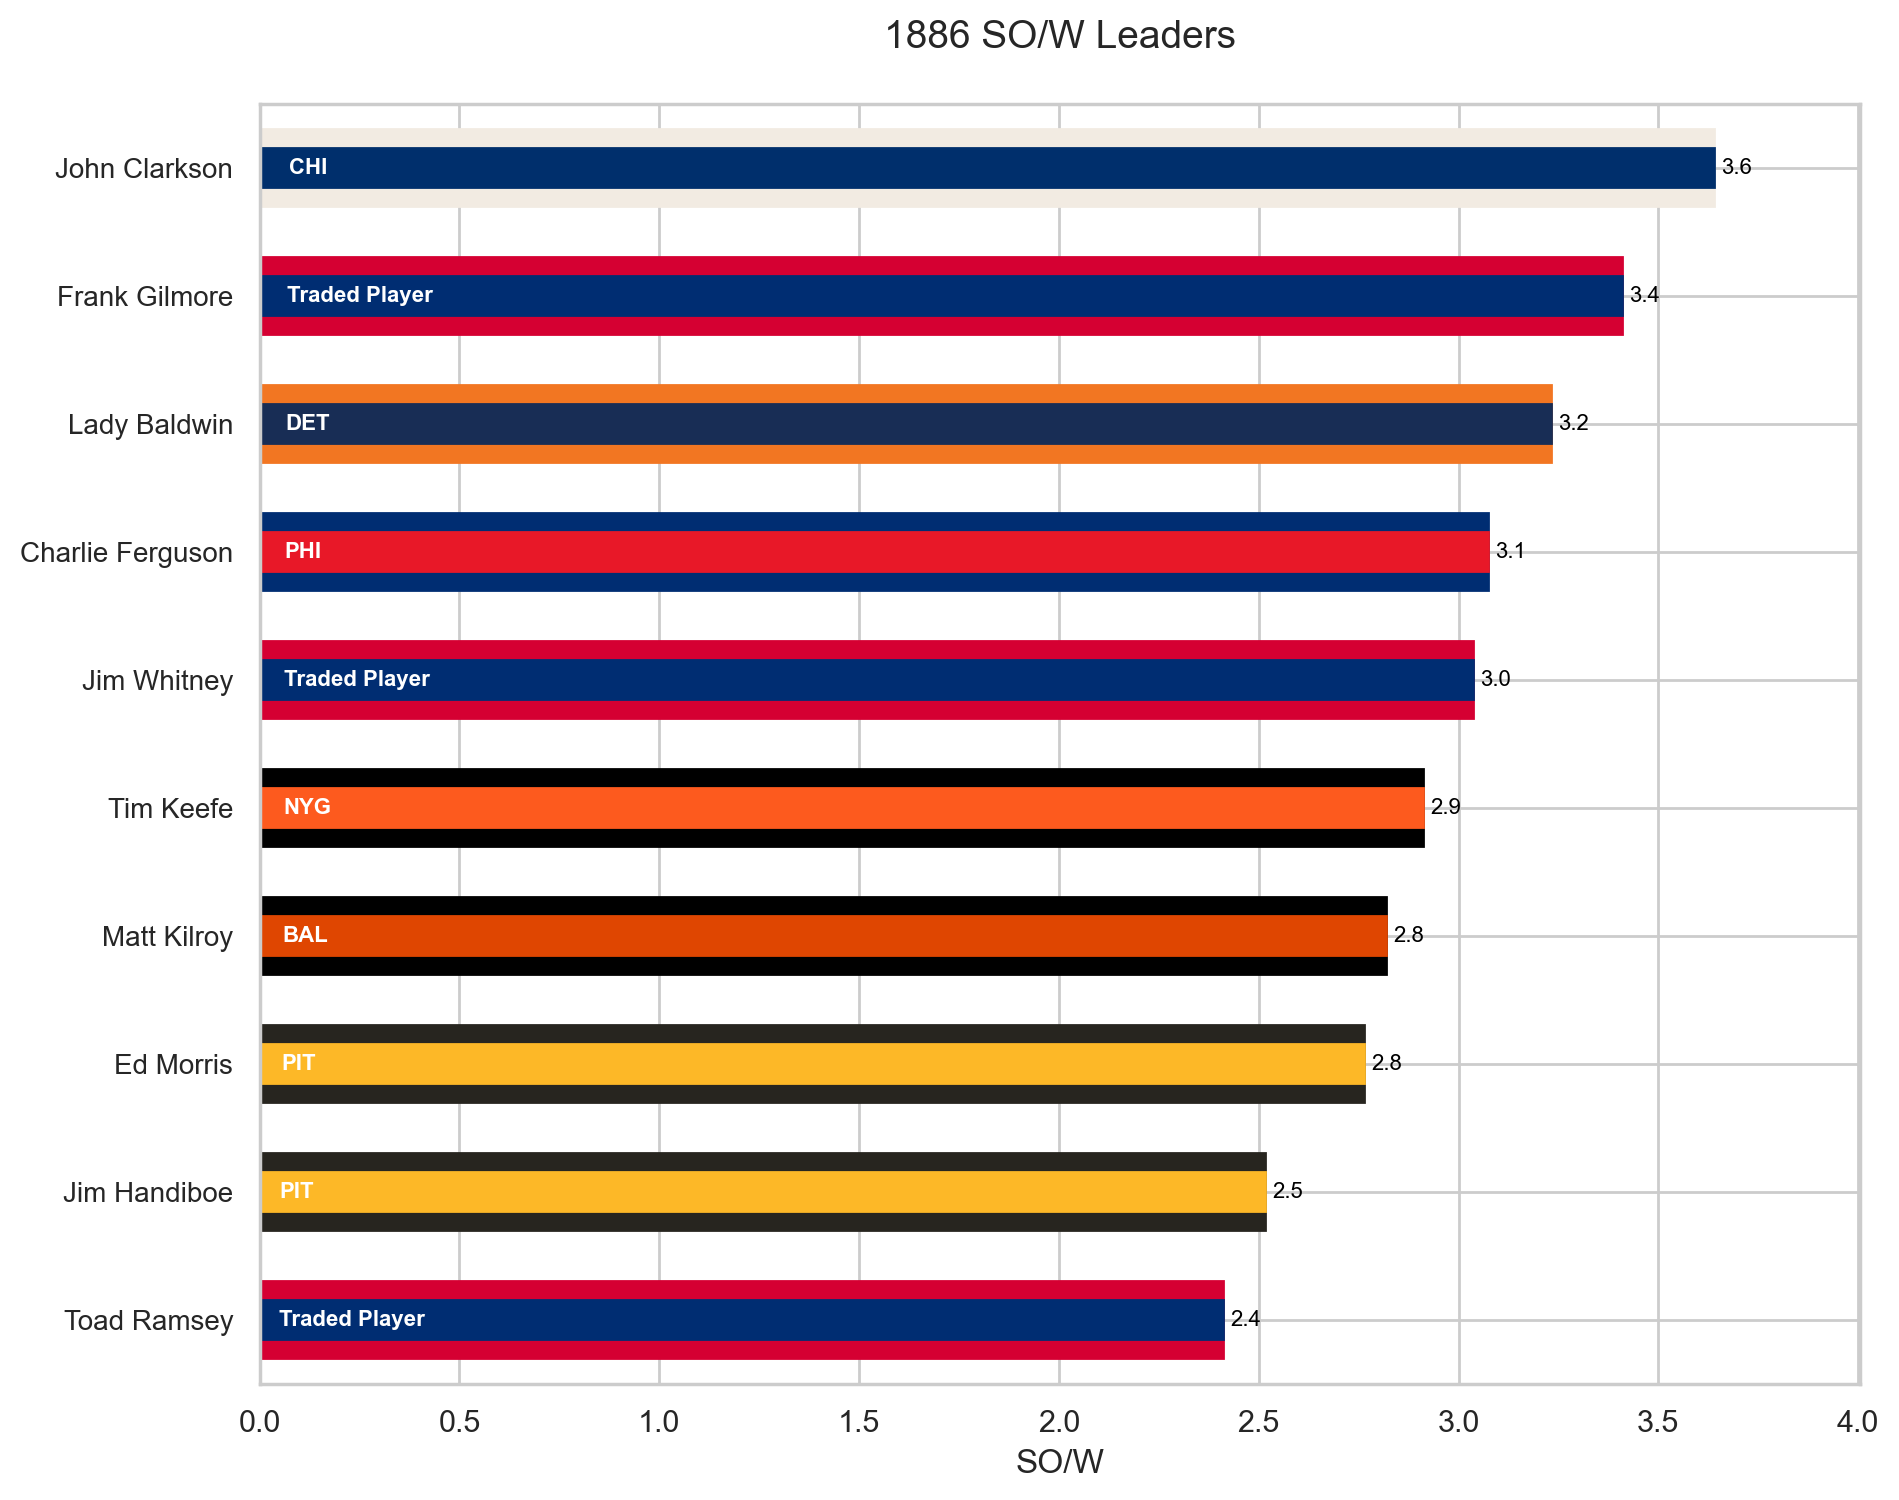 1886 SO/W Leaders
John Clarkson CHI 3.6
Frank Gilmore Traded Player 3.4
Lady Baldwin DET 3.2
Charlie Ferguson PHI 3.1
Jim Whitney Traded Player 3.0
Tim Keefe NYG 2.9
Matt Kilroy BAL 2.8
Ed Morris PIT 2.8
Jim Handiboe PIT 2.5
Toad Ramsey Traded Player 2.4
0.0 0.5 1.0 1.5 2.0 2.5 3.0 3.5 4.0
SO/W